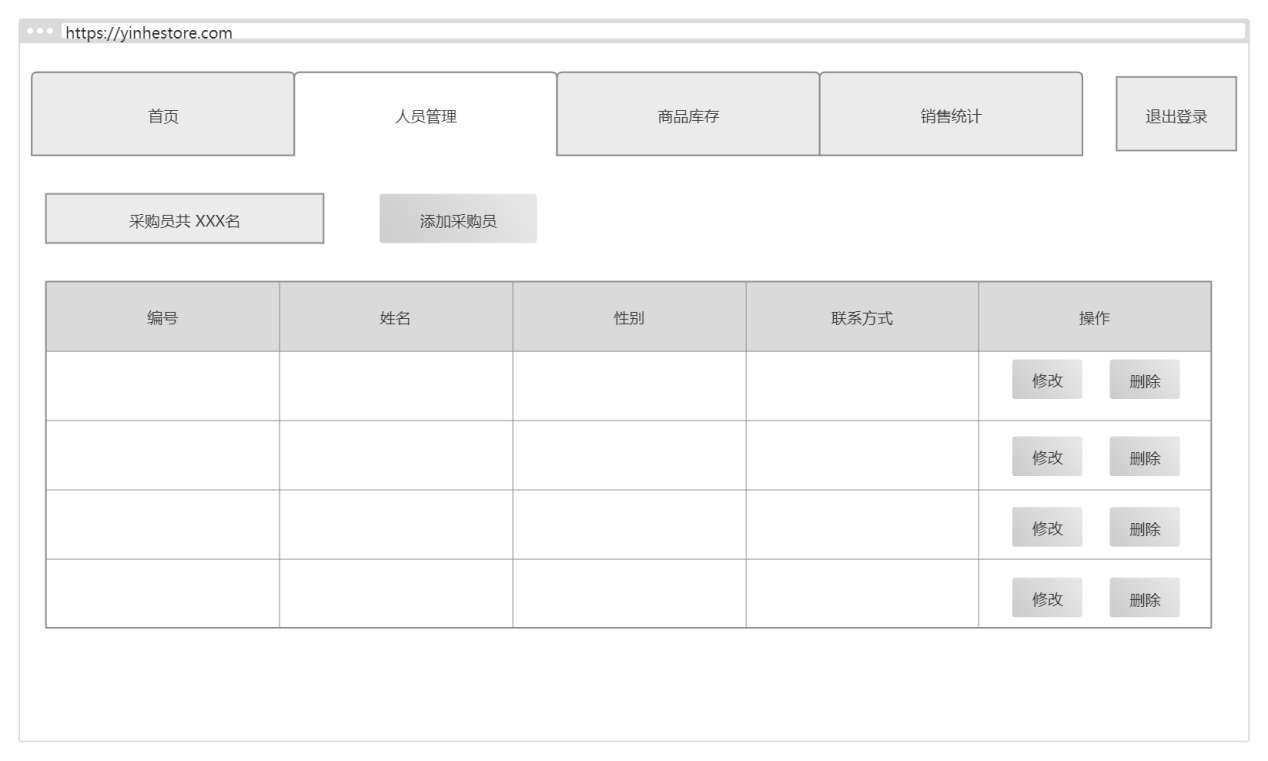 https://yinhestore.com
首页 人员管理 商品库存 销售统计 退出登录
采购员共 XXX名 添加采购员
编号 姓名 性别 联系方式 操作
修改 删除
修改 删除
修改 删除
修改 删除